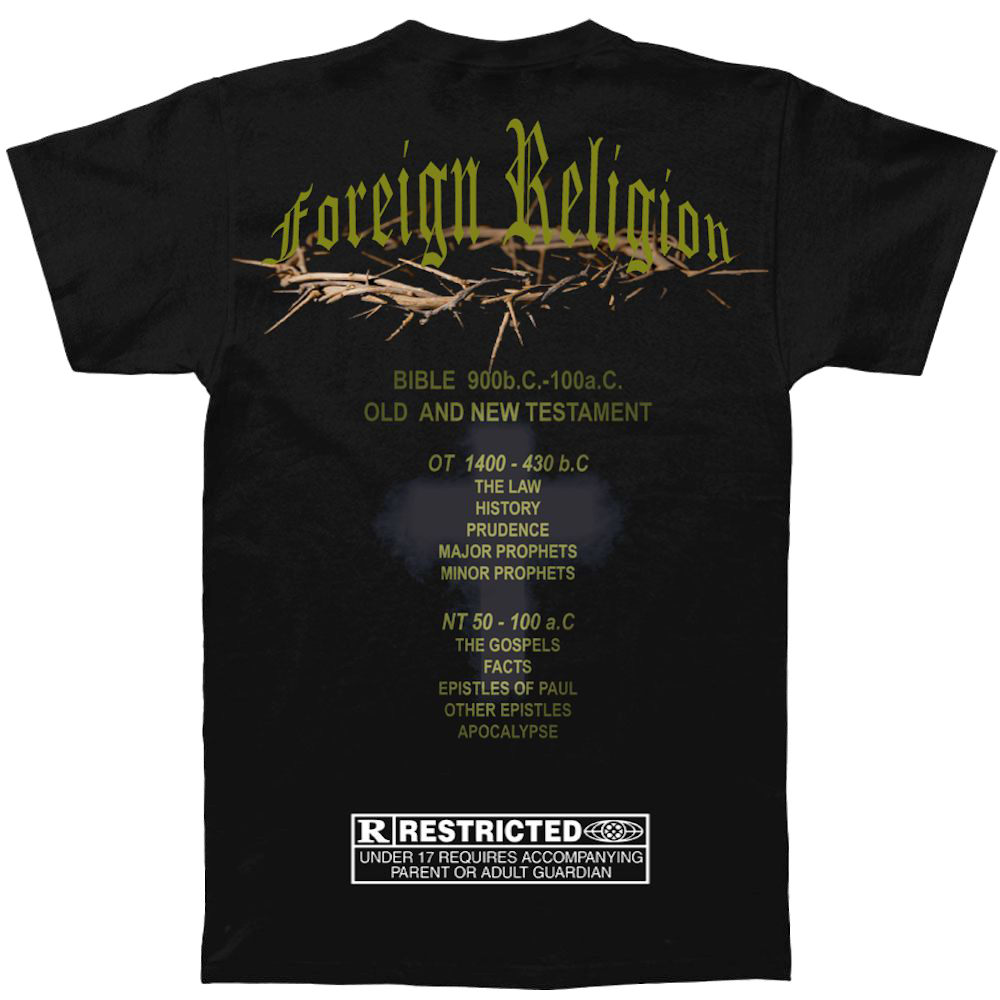 Foreign Religion
BIBLE 900b.C.-100a.C.
OLD AND NEW TESTAMENT
OT 1400 - 430 b.C
THE LAW
HISTORY
PRUDENCE
MAJOR PROPHETS
MINOR PROPHETS
NT 50 - 100 a.C
THE GOSPELS
FACTS
EPISTLES OF PAUL
OTHER EPISTLES
APOCALYPSE
R RESTRICTED
UNDER 17 REQUIRES ACCOMPANYING
PARENT OR ADULT GUARDIAN